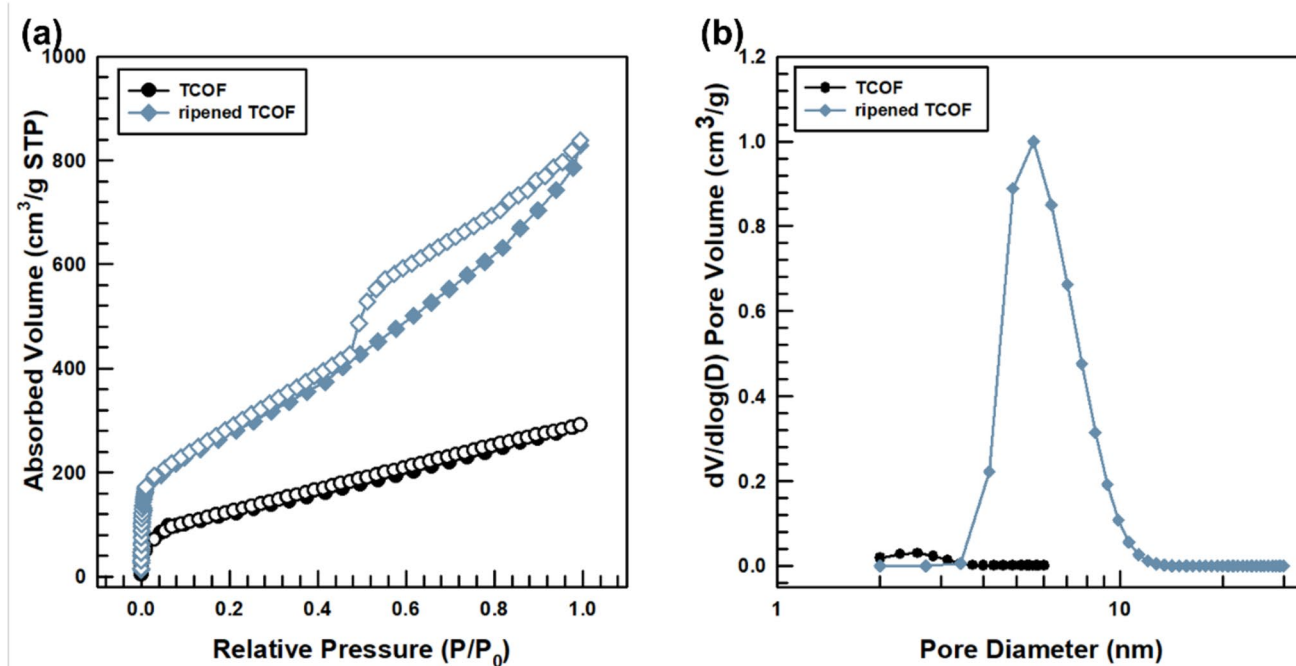 (a)
1000
800
600
400
200
0
Absorbed Volume (cm³/g STP)
TCOF
ripened TCOF
0.0 0.2 0.4 0.6 0.8 1.0
Relative Pressure (P/P₀)
(b)
1.2
1.0
0.8
0.6
0.4
0.2
0.0
dV/dlog(D) Pore Volume (cm³/g)
TCOF
ripened TCOF
1 10
Pore Diameter (nm)